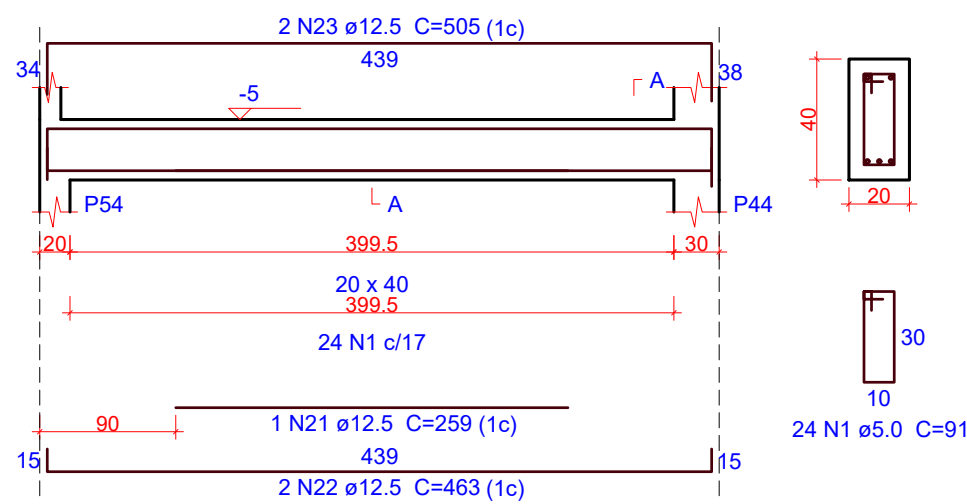 2 N23 ø12.5 C=505 (1c)
439
34
38
-5
A
40
P54
A
P44
20
20
399.5
30
20 x 40
399.5
24 N1 c/17
30
10
90
1 N21 ø12.5 C=259 (1c)
24 N1 ø5.0 C=91
15
439
15
2 N22 ø12.5 C=463 (1c)